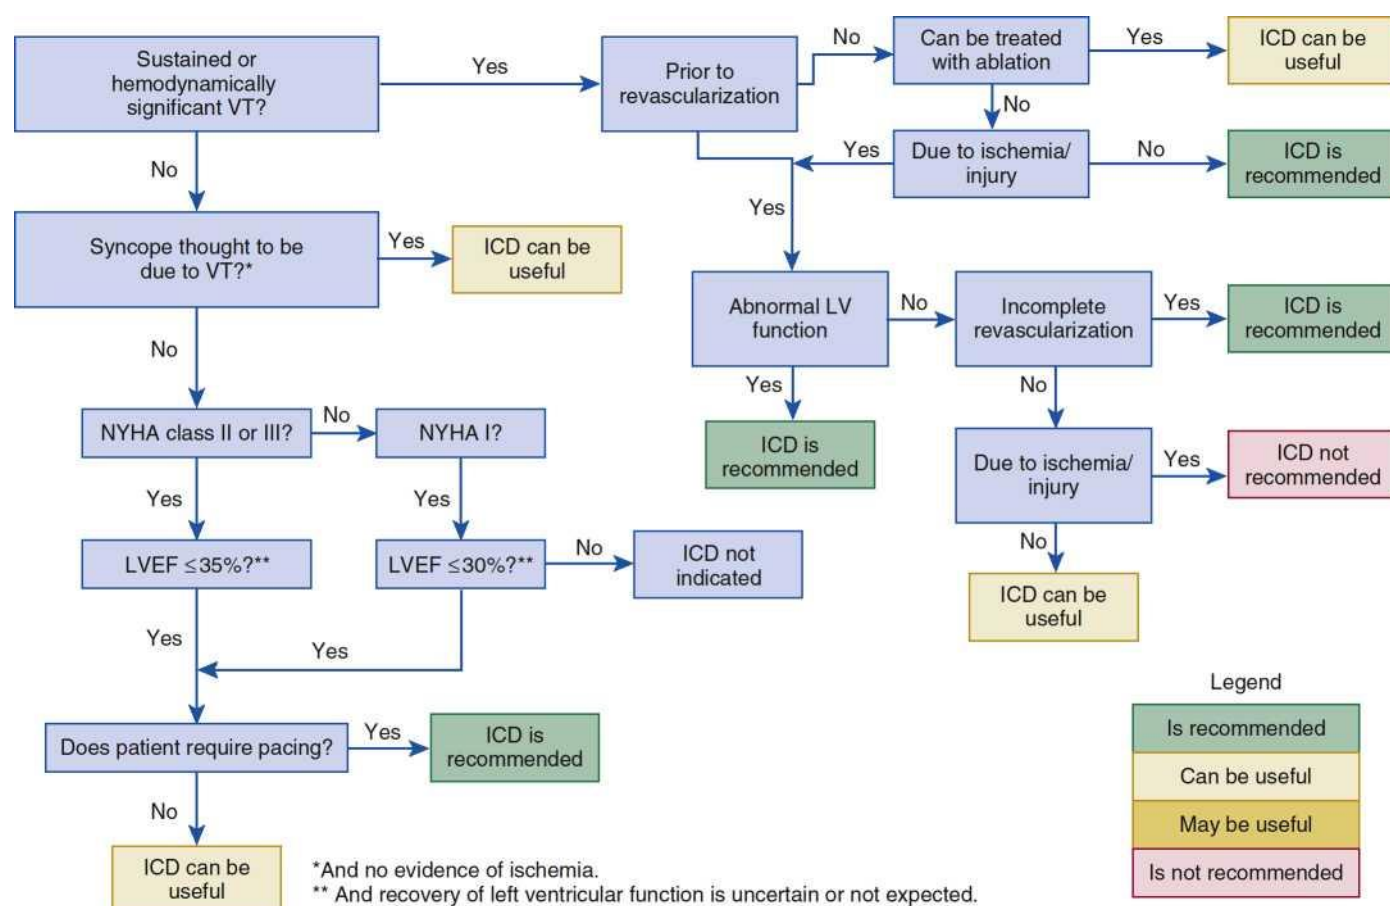 Sustained or
hemodynamically
significant VT?
Yes
Prior to
revascularization
No
Can be treated
with ablation
Yes
ICD can be
useful
No
Due to ischemia/
injury
Yes
No
ICD is
recommended
No
Yes
Syncope thought to be
due to VT?*
Yes
ICD can be
useful
Abnormal LV
function
No
Incomplete
revascularization
Yes
ICD is
recommended
No
Yes
No
ICD is
recommended
NYHA class II or III?
No
NYHA I?
Due to ischemia/
injury
Yes
ICD not
recommended
Yes
Yes
No
LVEF ≤35%?**
LVEF ≤30%?**
No
ICD not
indicated
ICD can be
useful
Yes
Yes
Does patient require pacing?
Yes
ICD is
recommended
No
ICD can be
useful
*And no evidence of ischemia.
** And recovery of left ventricular function is uncertain or not expected.
Legend
Is recommended
Can be useful
May be useful
Is not recommended